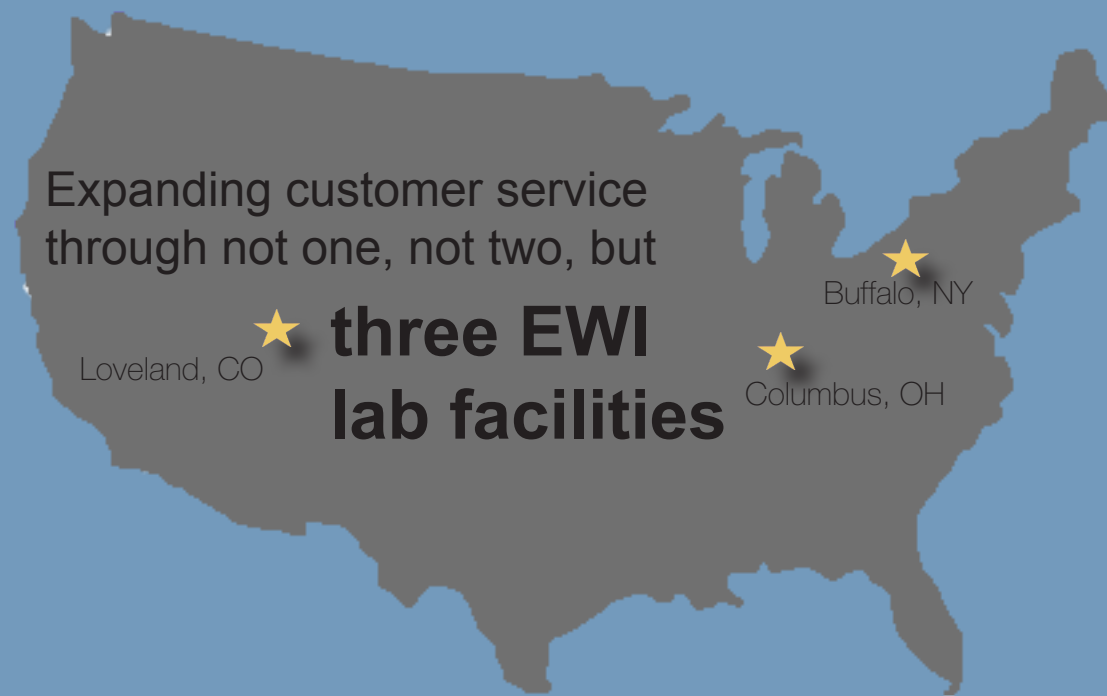 Expanding customer service
through not one, not two, but
three EWI
lab facilities
Loveland, CO
Buffalo, NY
Columbus, OH